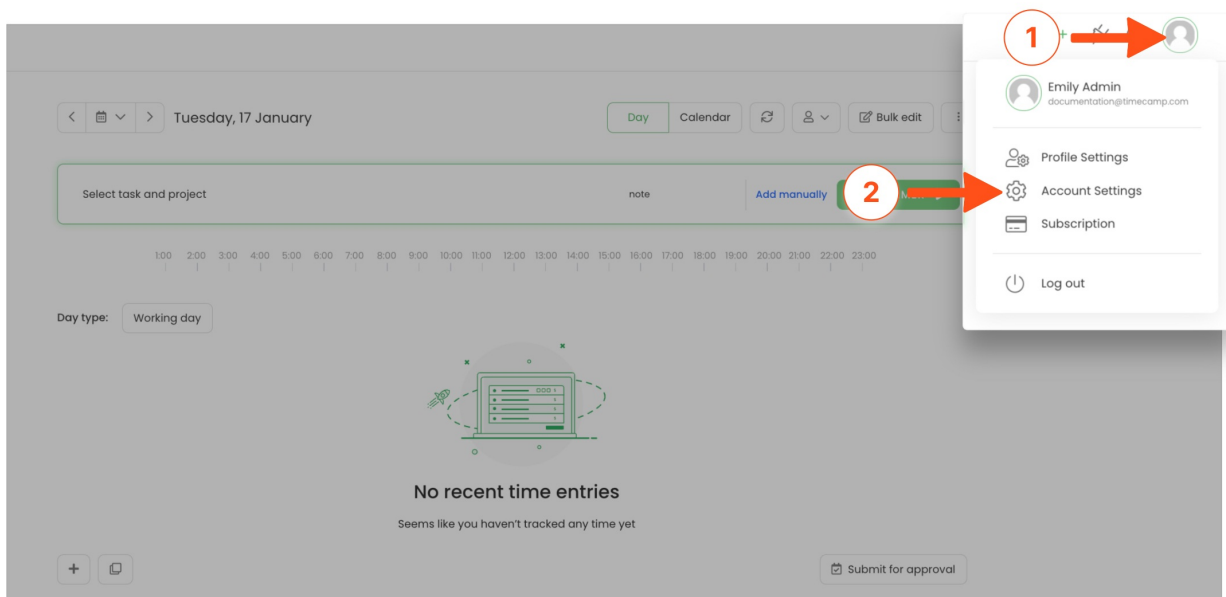 1
+
Emily Admin
documentation@timecamp.com
Tuesday, 17 January
Day Calendar Bulk edit
Profile Settings
Account Settings
Subscription
Log out
Select task and project note Add manually
2
1:00 2:00 3:00 4:00 5:00 6:00 7:00 8:00 9:00 10:00 11:00 12:00 13:00 14:00 15:00 16:00 17:00 18:00 19:00 20:00 21:00 22:00 23:00
Day type: Working day
No recent time entries
Seems like you haven't tracked any time yet
+
Submit for approval